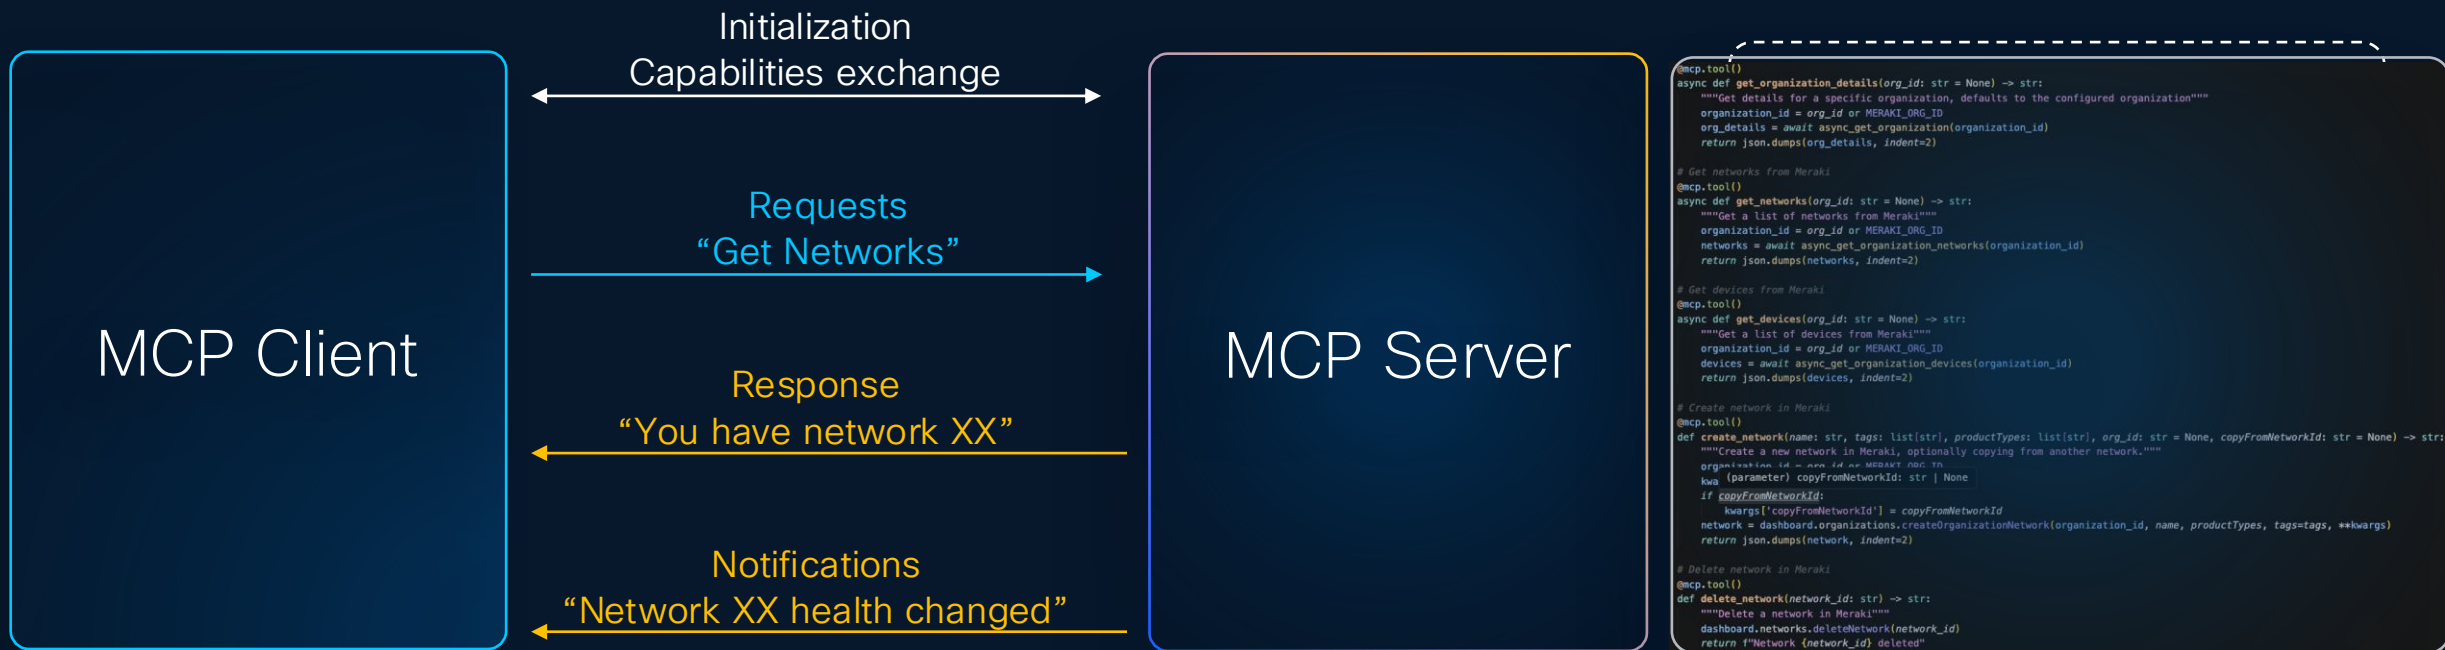 Initialization
Capabilities exchange
Requests
“Get Networks”
Response
“You have network XX”
Notifications
“Network XX health changed”
MCP Client
MCP Server
@mcp.tool()
async def get_organization_details(org_id: str = None) -> str:
"""Get details for a specific organization, defaults to the configured organization"""
organization_id = org_id or MERAKI_ORG_ID
org_details = await async_get_organization(organization_id)
return json.dumps(org_details, indent=2)
# Get networks from Meraki
@mcp.tool()
async def get_networks(org_id: str = None) -> str:
"""Get a list of networks from Meraki"""
organization_id = org_id or MERAKI_ORG_ID
networks = await async_get_organization_networks(organization_id)
return json.dumps(networks, indent=2)
# Get devices from Meraki
@mcp.tool()
async def get_devices(org_id: str = None) -> str:
"""Get a list of devices from Meraki"""
organization_id = org_id or MERAKI_ORG_ID
devices = await async_get_organization_devices(organization_id)
return json.dumps(devices, indent=2)
# Create network in Meraki
@mcp.tool()
def create_network(name: str, tags: list[str], productTypes: list[str], org_id: str = None, copyFromNetworkId: str = None) -> str:
"""Create a new network in Meraki, optionally copying from another network."""
organization_id = org_id or MERAKI_ORG_ID
kwa
(parameter) copyFromNetworkId: str | None
if copyFromNetworkId:
kwargs['copyFromNetworkId'] = copyFromNetworkId
network = dashboard.organizations.createOrganizationNetwork(organization_id, name, productTypes, tags=tags, **kwargs)
return json.dumps(network, indent=2)
# Delete network in Meraki
@mcp.tool()
def delete_network(network_id: str) -> str:
"""Delete a network in Meraki"""
dashboard.networks.deleteNetwork(network_id)
return f"Network {network_id} deleted"